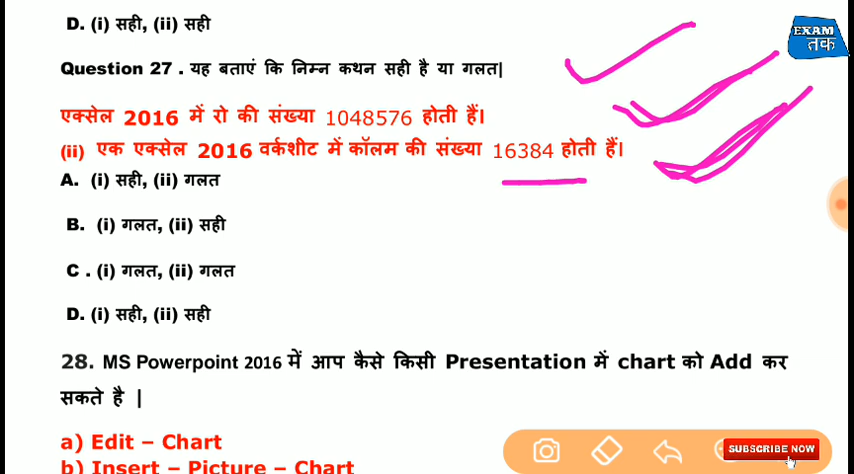 D. (i) सही, (ii) सही
EXAM
तक
Question 27 . यह बताएं कि निम्न कथन सही है या गलत|
एक्सेल 2016 में रो की संख्या 1048576 होती हैं।
(ii) एक एक्सेल 2016 वर्कशीट में कॉलम की संख्या 16384 होती हैं।
A. (i) सही, (ii) गलत
B. (i) गलत, (ii) सही
C . (i) गलत, (ii) गलत
D. (i) सही, (ii) सही
28. MS Powerpoint 2016 में आप कैसे किसी Presentation में chart को Add कर
सकते है |
a) Edit – Chart
b) Insert – Picture – Chart
SUBSCRIBE NOW